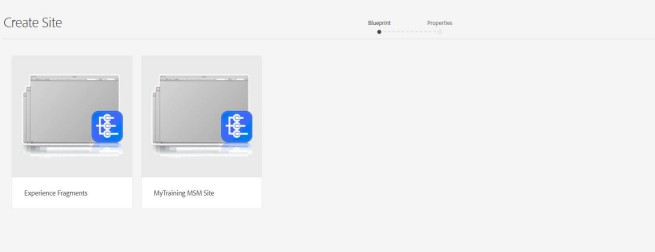 Create Site
Blueprint Properties
Experience Fragments
MyTraining MSM Site